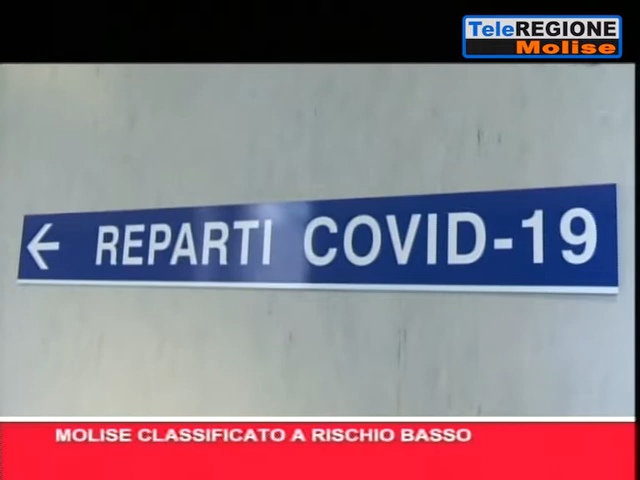 TeleREGIONE
Molise
← REPARTI COVID-19
MOLISE CLASSIFICATO A RISCHIO BASSO